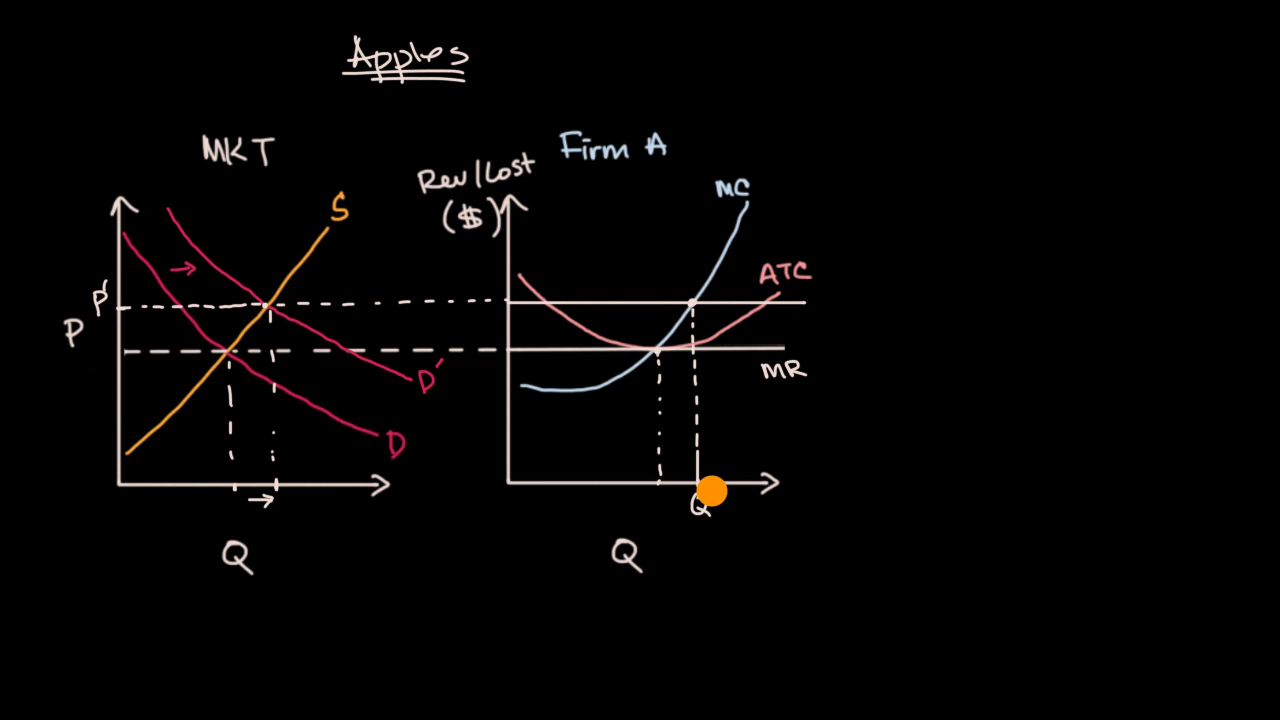 Apples
MKT
Firm A
Rev/Cost
($)
MC
S
ATC
P'
P
MR
D'
D
Q
Q
Q